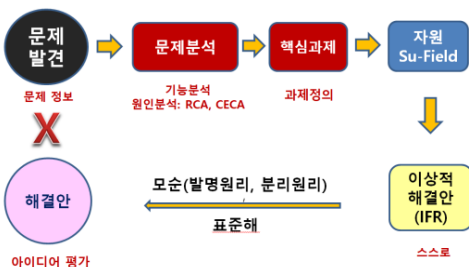 문제
발견
문제분석
핵심과제
자원
Su-Field
문제 정보
기능분석
원인분석: RCA, CECA
과제정의
X
해결안
모순(발명원리, 분리원리)
표준해
이상적
해결안
(IFR)
아이디어 평가
스스로